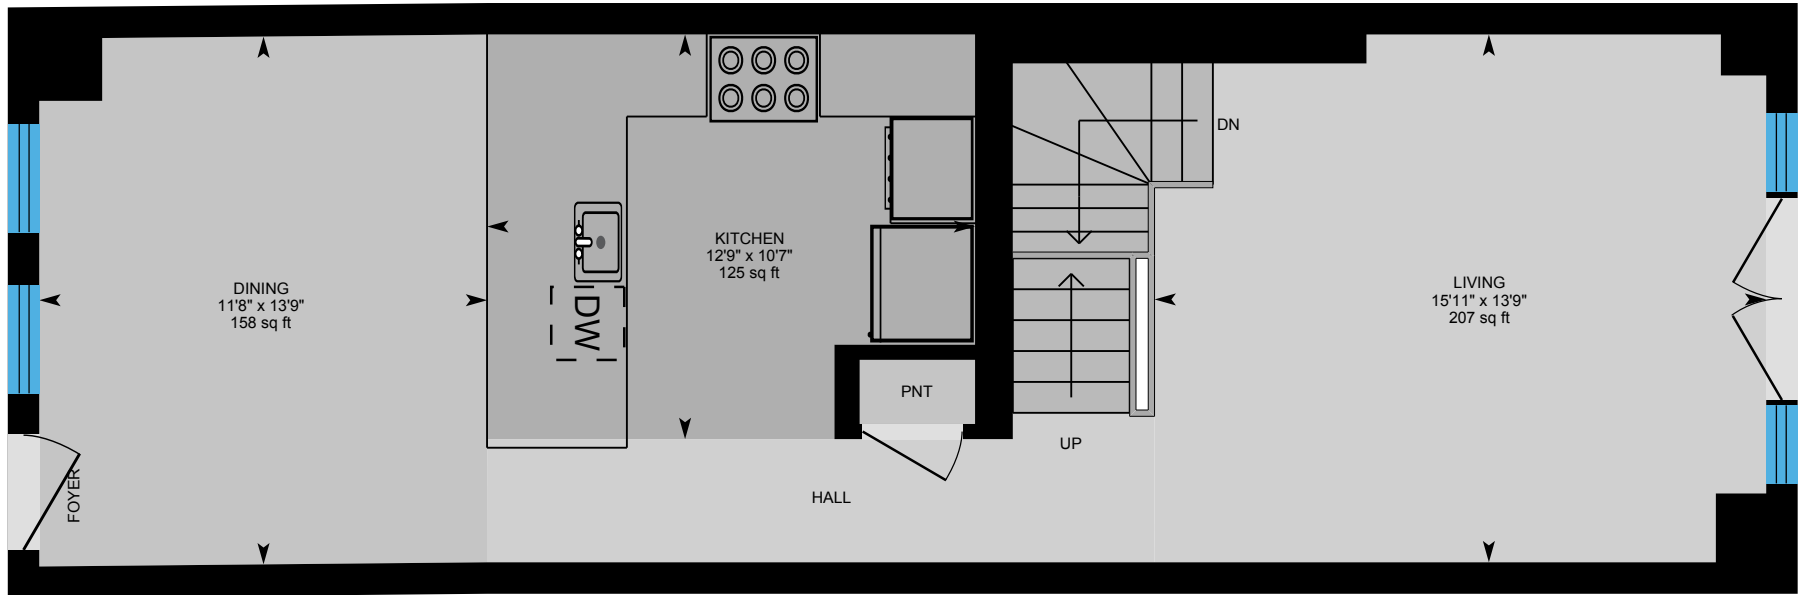 DINING
11'8" x 13'9"
158 sq ft
FOYER
KITCHEN
12'9" x 10'7"
125 sq ft
DW
PNT
HALL
UP
DN
LIVING
15'11" x 13'9"
207 sq ft